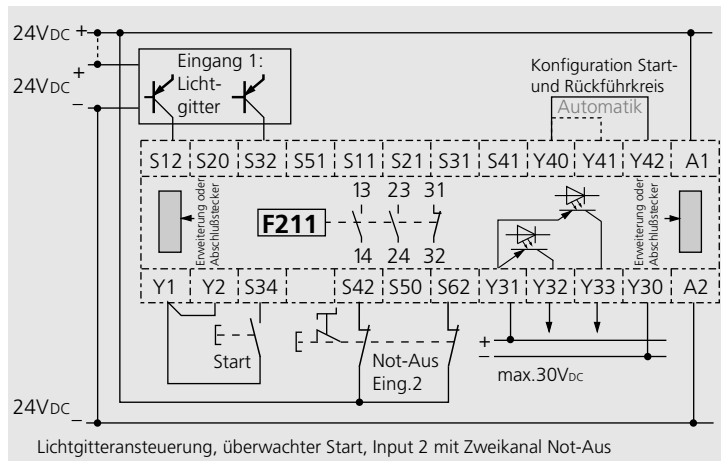 24VDC +
+
24VDC
–
Eingang 1:
Licht-
gitter
Konfiguration Start-
und Rückführkreis
Automatik
S12 S20 S32 S51 S11 S21 S31 S41 Y40 Y41 Y42 A1
Erweiterung oder
Abschlußstecker
F211
13 23 31
14 24 32
Erweiterung oder
Abschlußstecker
Y1 Y2 S34 S42 S50 S62 Y31 Y32 Y33 Y30 A2
Start
Not-Aus
Eing.2
+
–
max.30VDC
24VDC –
Lichtgitteransteuerung, überwachter Start, Input 2 mit Zweikanal Not-Aus